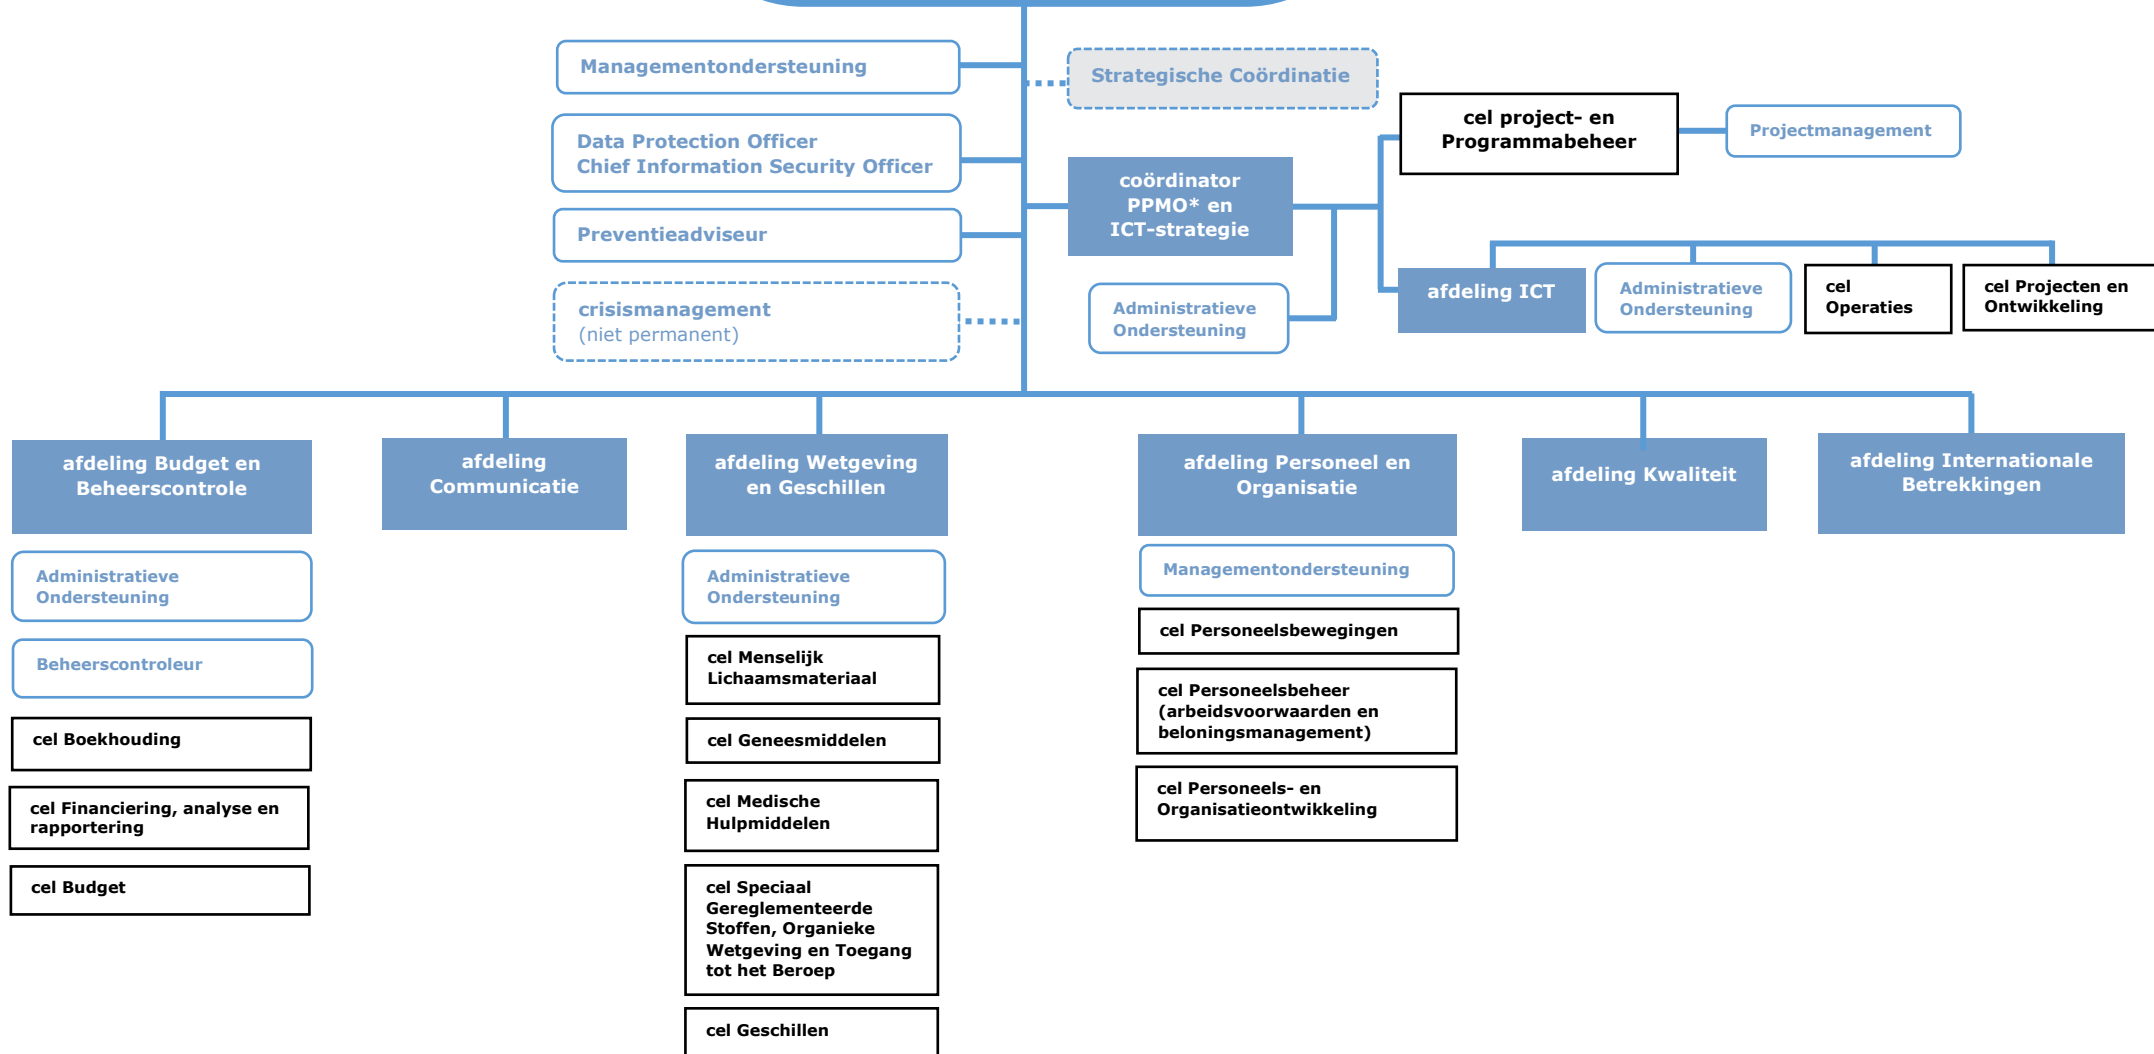 Managementondersteuning
Strategische Coördinatie
Data Protection Officer
Chief Information Security Officer
cel project- en
Programmabeheer
Projectmanagement
coördinator
PPMO* en
ICT-strategie
Preventieadviseur
crisismanagement
(niet permanent)
Administratieve
Ondersteuning
afdeling ICT
Administratieve
Ondersteuning
cel
Operaties
cel Projecten en
Ontwikkeling
afdeling Budget en
Beheerscontrole
afdeling
Communicatie
afdeling Wetgeving
en Geschillen
afdeling Personeel en
Organisatie
afdeling Kwaliteit
afdeling Internationale
Betrekkingen
Administratieve
Ondersteuning
Beheerscontroleur
cel Boekhouding
cel Financiering, analyse en
rapportering
cel Budget
Administratieve
Ondersteuning
cel Menselijk
Lichaamsmateriaal
cel Geneesmiddelen
cel Medische
Hulpmiddelen
cel Speciaal
Gereglementeerde
Stoffen, Organieke
Wetgeving en Toegang
tot het Beroep
cel Geschillen
Managementondersteuning
cel Personeelsbewegingen
cel Personeelsbeheer
(arbeidsvoorwaarden en
beloningsmanagement)
cel Personeels- en
Organisatieontwikkeling